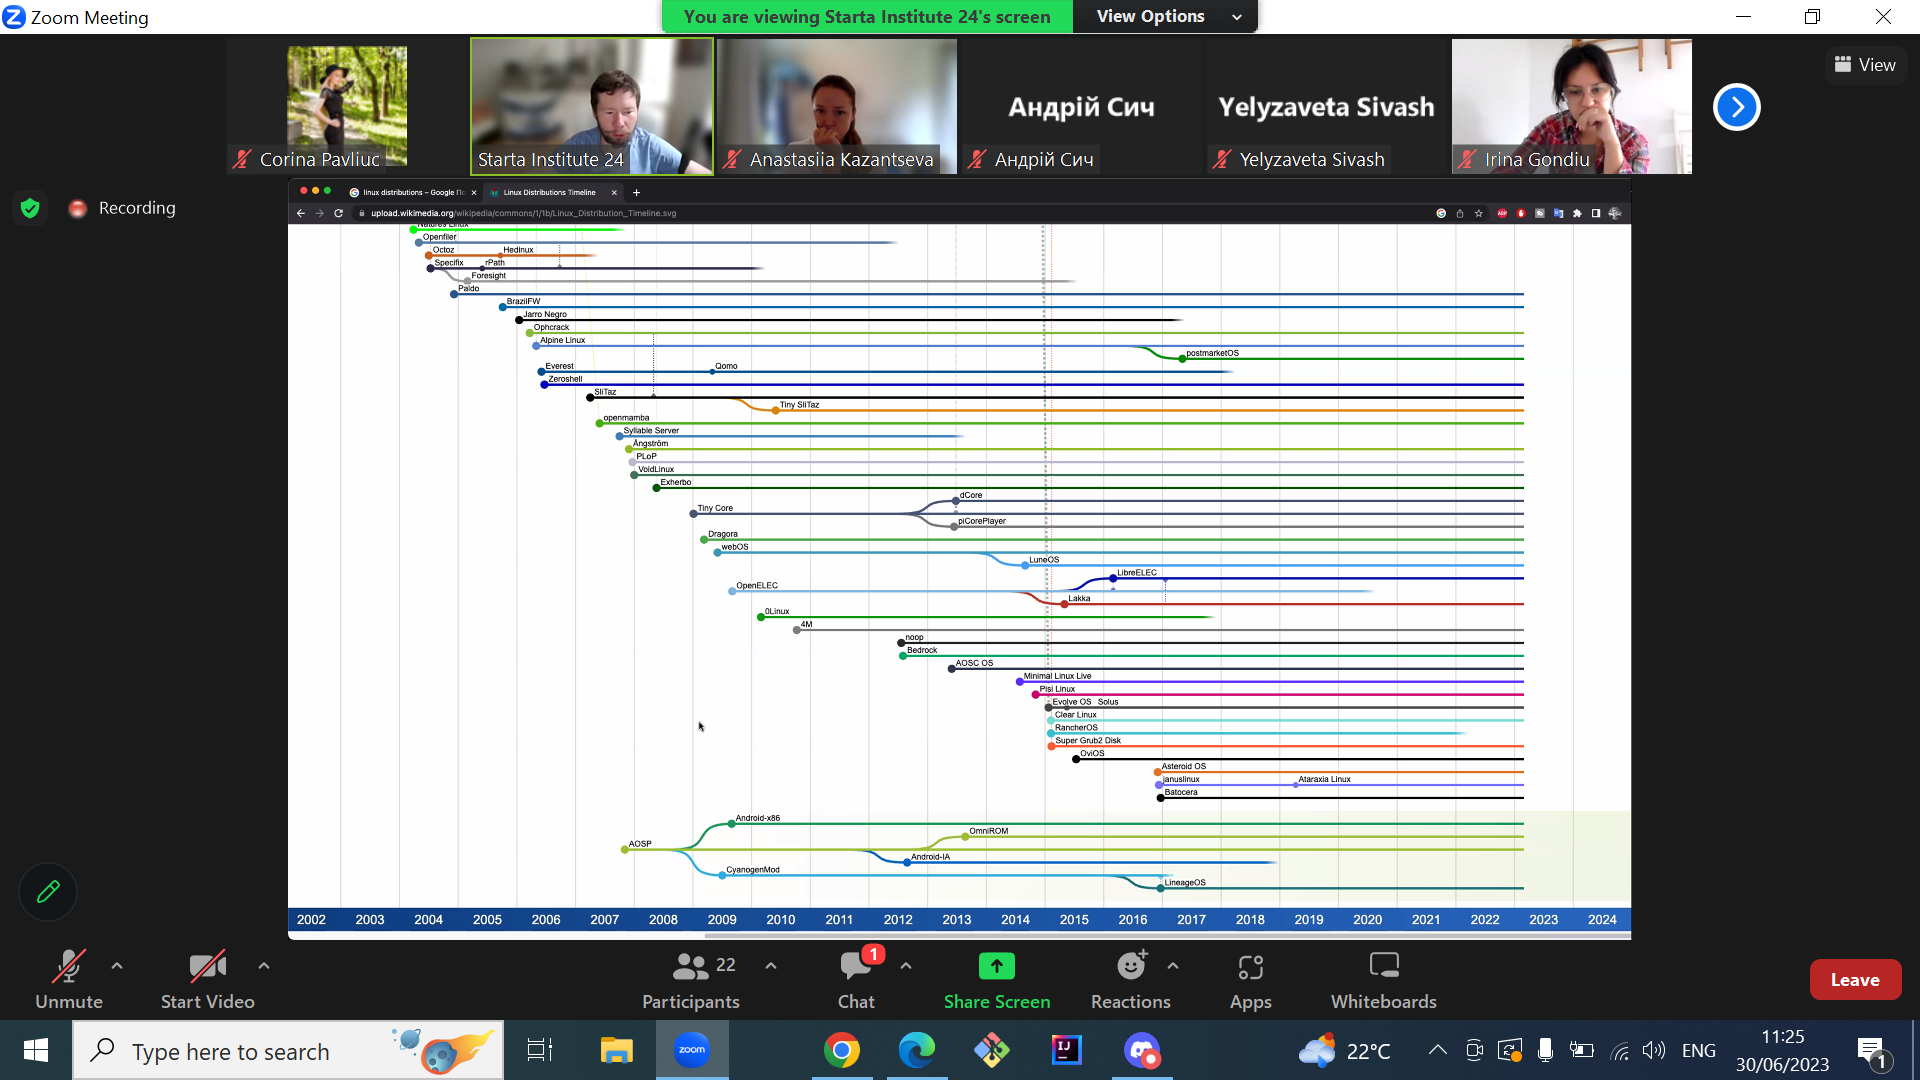 Zoom Meeting
You are viewing Starta Institute 24's screen
View Options
Corina Pavliuc
Starta Institute 24
Anastasiia Kazantseva
Андрій Сич
Андрій Сич
Yelyzaveta Sivash
Yelyzaveta Sivash
Irina Gondiu
View
Recording
linux distributions – Google
Linux Distributions Timeline
upload.wikimedia.org/wikipedia/commons/1/1b/Linux_Distribution_Timeline.svg
Natures Linux
Openfiler
Octoz
Hedinux
Specifix
rPath
Foresight
Paldo
BrazilFW
Jarro Negro
Ophcrack
Alpine Linux
postmarketOS
Everest
Qomo
Zeroshell
SliTaz
Tiny SliTaz
openmamba
Syllable Server
Ångström
PLoP
VoidLinux
Exherbo
dCore
Tiny Core
piCorePlayer
Dragora
webOS
LuneOS
LibreELEC
OpenELEC
Lakka
0Linux
4M
noop
Bedrock
AOSC OS
Minimal Linux Live
Pisi Linux
Evolve OS Solus
Clear Linux
RancherOS
Super Grub2 Disk
OviOS
Asteroid OS
januslinux
Ataraxia Linux
Batocera
Android-x86
OmniROM
AOSP
Android-IA
CyanogenMod
LineageOS
2002 2003 2004 2005 2006 2007 2008 2009 2010 2011 2012 2013 2014 2015 2016 2017 2018 2019 2020 2021 2022 2023 2024
Unmute
Start Video
22
Participants
1
Chat
Share Screen
Reactions
Apps
Whiteboards
Leave
Type here to search
zoom
IJ
22°C
ENG
11:25
30/06/2023
1